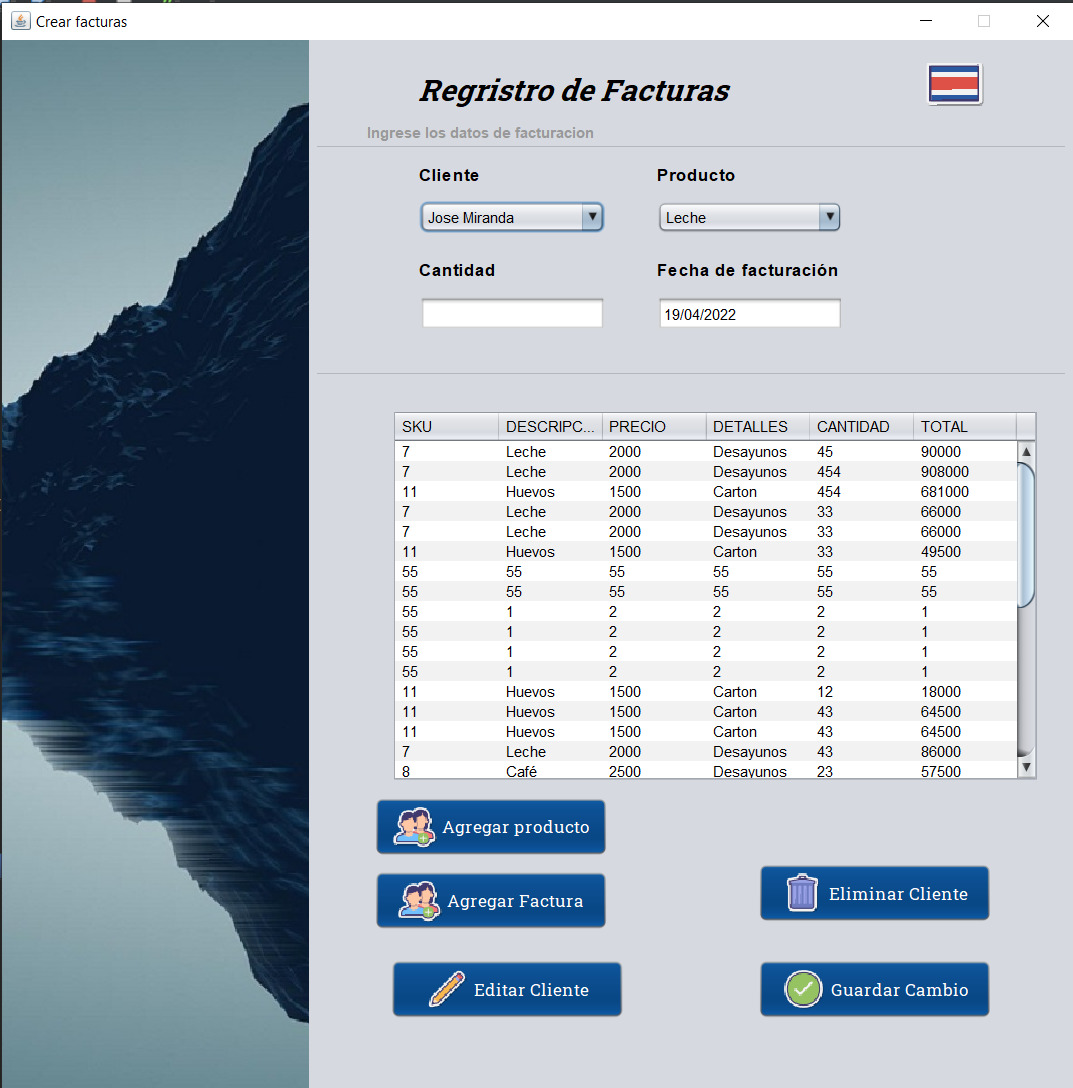 Crear facturas
Regristro de Facturas
Ingrese los datos de facturacion
Cliente Producto
Jose Miranda Leche
Cantidad Fecha de facturación
19/04/2022
SKU DESCRIPC... PRECIO DETALLES CANTIDAD TOTAL
7 Leche 2000 Desayunos 45 90000
7 Leche 2000 Desayunos 454 908000
11 Huevos 1500 Carton 454 681000
7 Leche 2000 Desayunos 33 66000
7 Leche 2000 Desayunos 33 66000
11 Huevos 1500 Carton 33 49500
55 55 55 55 55 55
55 55 55 55 55 55
55 1 2 2 2 1
55 1 2 2 2 1
55 1 2 2 2 1
55 1 2 2 2 1
11 Huevos 1500 Carton 12 18000
11 Huevos 1500 Carton 43 64500
11 Huevos 1500 Carton 43 64500
7 Leche 2000 Desayunos 43 86000
8 Café 2500 Desayunos 23 57500
Agregar producto
Agregar Factura
Eliminar Cliente
Editar Cliente
Guardar Cambio